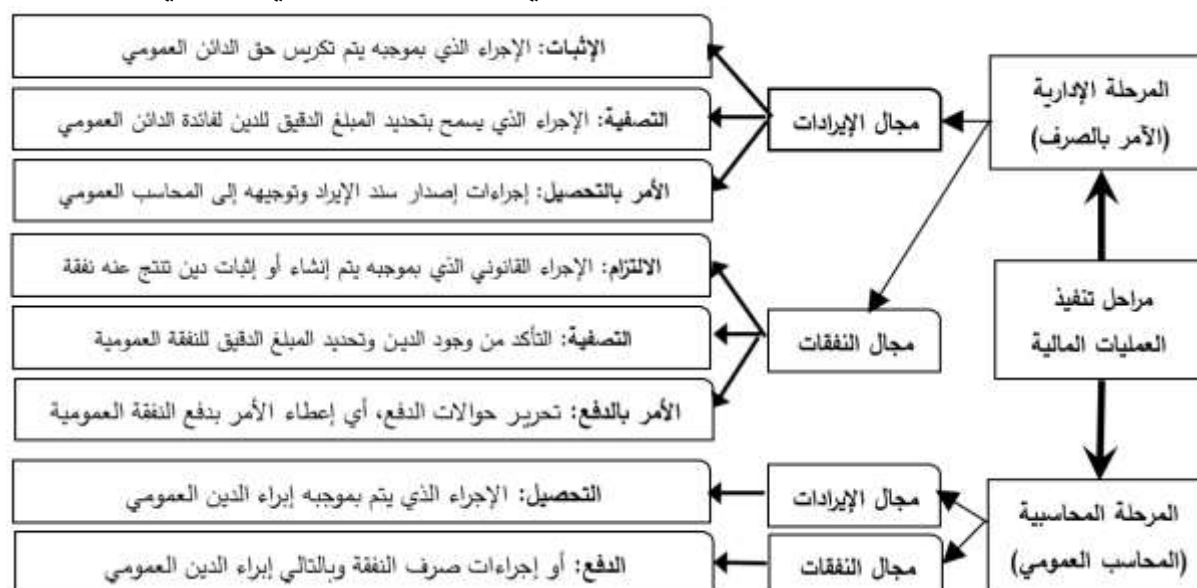 المرحلة الإدارية
(الآمر بالصرف)
مجال الإيرادات
الإثبات: الإجراء الذي بموجبه يتم تكريس حق الدائن العمومي
التصفية: الإجراء الذي يسمح بتحديد المبلغ الدقيق للدين لفائدة الدائن العمومي
الأمر بالتحصيل: إجراءات إصدار سند الإيراد وتوجيهه إلى المحاسب العمومي
مراحل تنفيذ
العمليات المالية
مجال النفقات
الالتزام: الإجراء القانوني الذي بموجبه يتم إنشاء أو إثبات دين تنتج عنه نفقة
التصفية: التأكد من وجود الدين وتحديد المبلغ الدقيق للنفقة العمومية
الأمر بالدفع: تحرير حوالات الدفع، أي إعطاء الأمر بدفع النفقة العمومية
المرحلة المحاسبية
(المحاسب العمومي)
مجال الإيرادات
التحصيل: الإجراء الذي يتم بموجبه إبراء الدين العمومي
مجال النفقات
الدفع: أو إجراءات صرف النفقة وبالتالي إبراء الدين العمومي